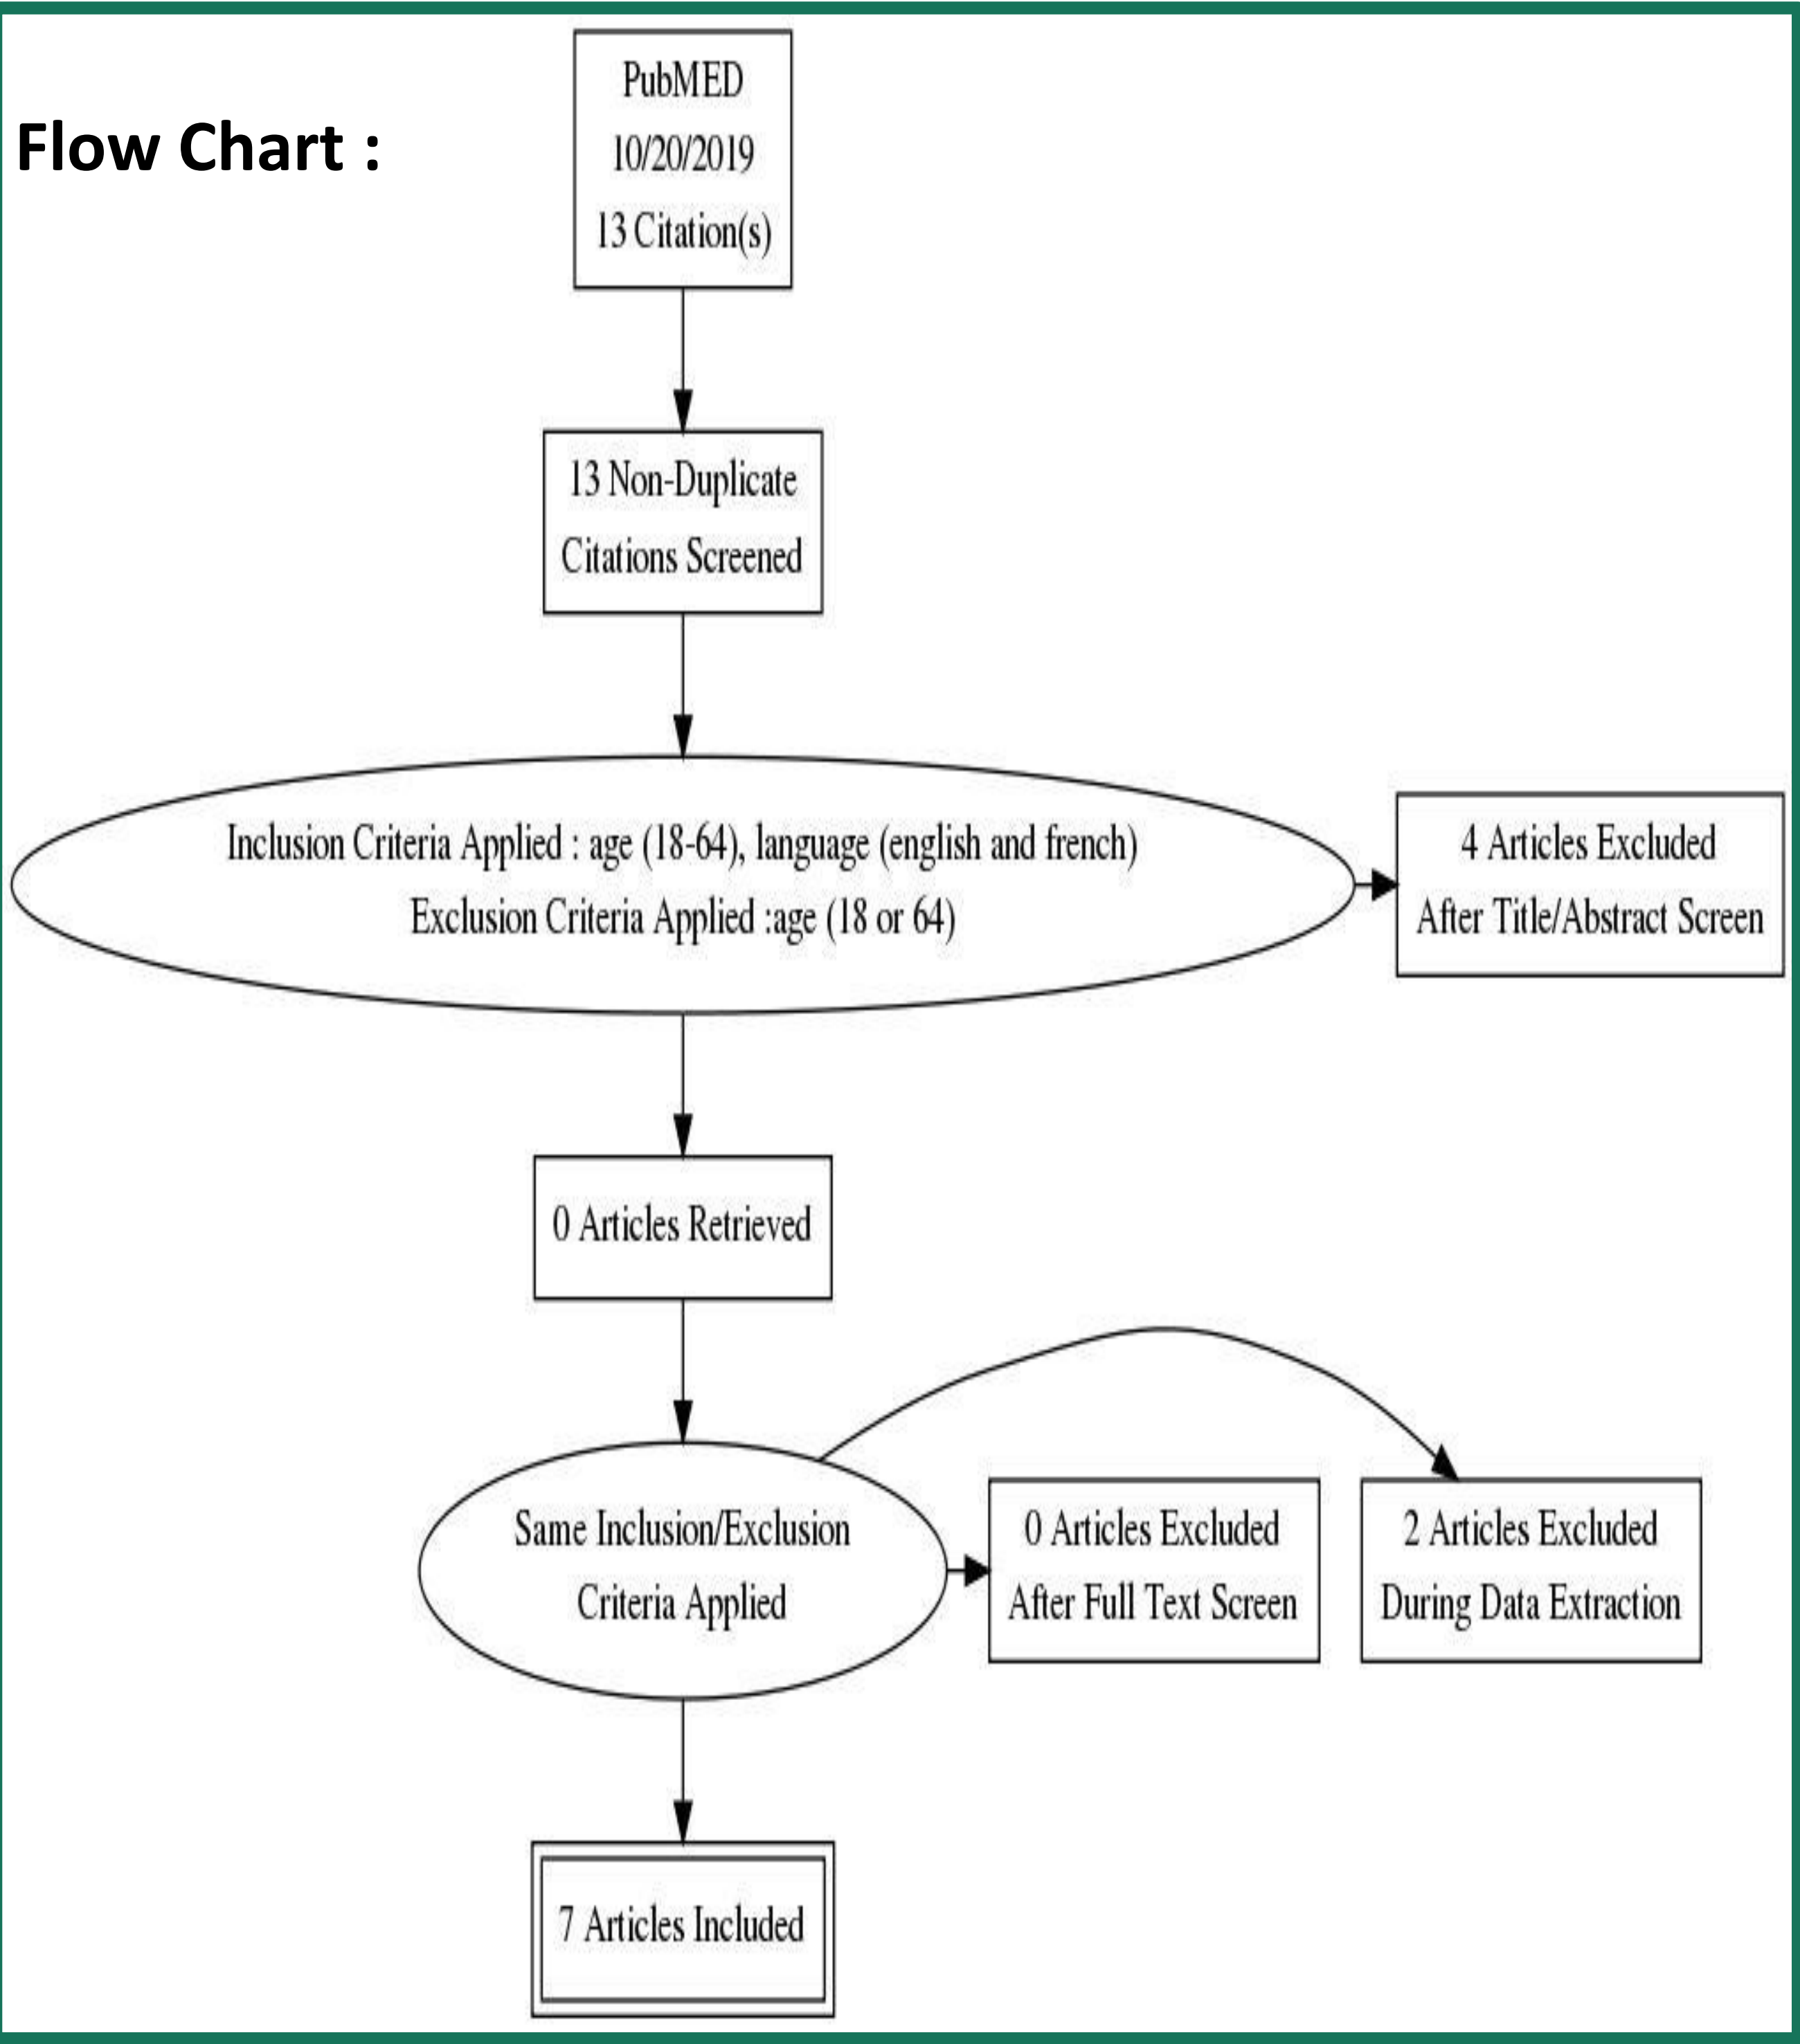 Flow Chart :
PubMED
10/20/2019
13 Citation(s)
13 Non-Duplicate
Citations Screened
Inclusion Criteria Applied : age (18-64), language (english and french)
Exclusion Criteria Applied :age (18 or 64)
4 Articles Excluded
After Title/Abstract Screen
0 Articles Retrieved
Same Inclusion/Exclusion
Criteria Applied
0 Articles Excluded
After Full Text Screen
2 Articles Excluded
During Data Extraction
7 Articles Included